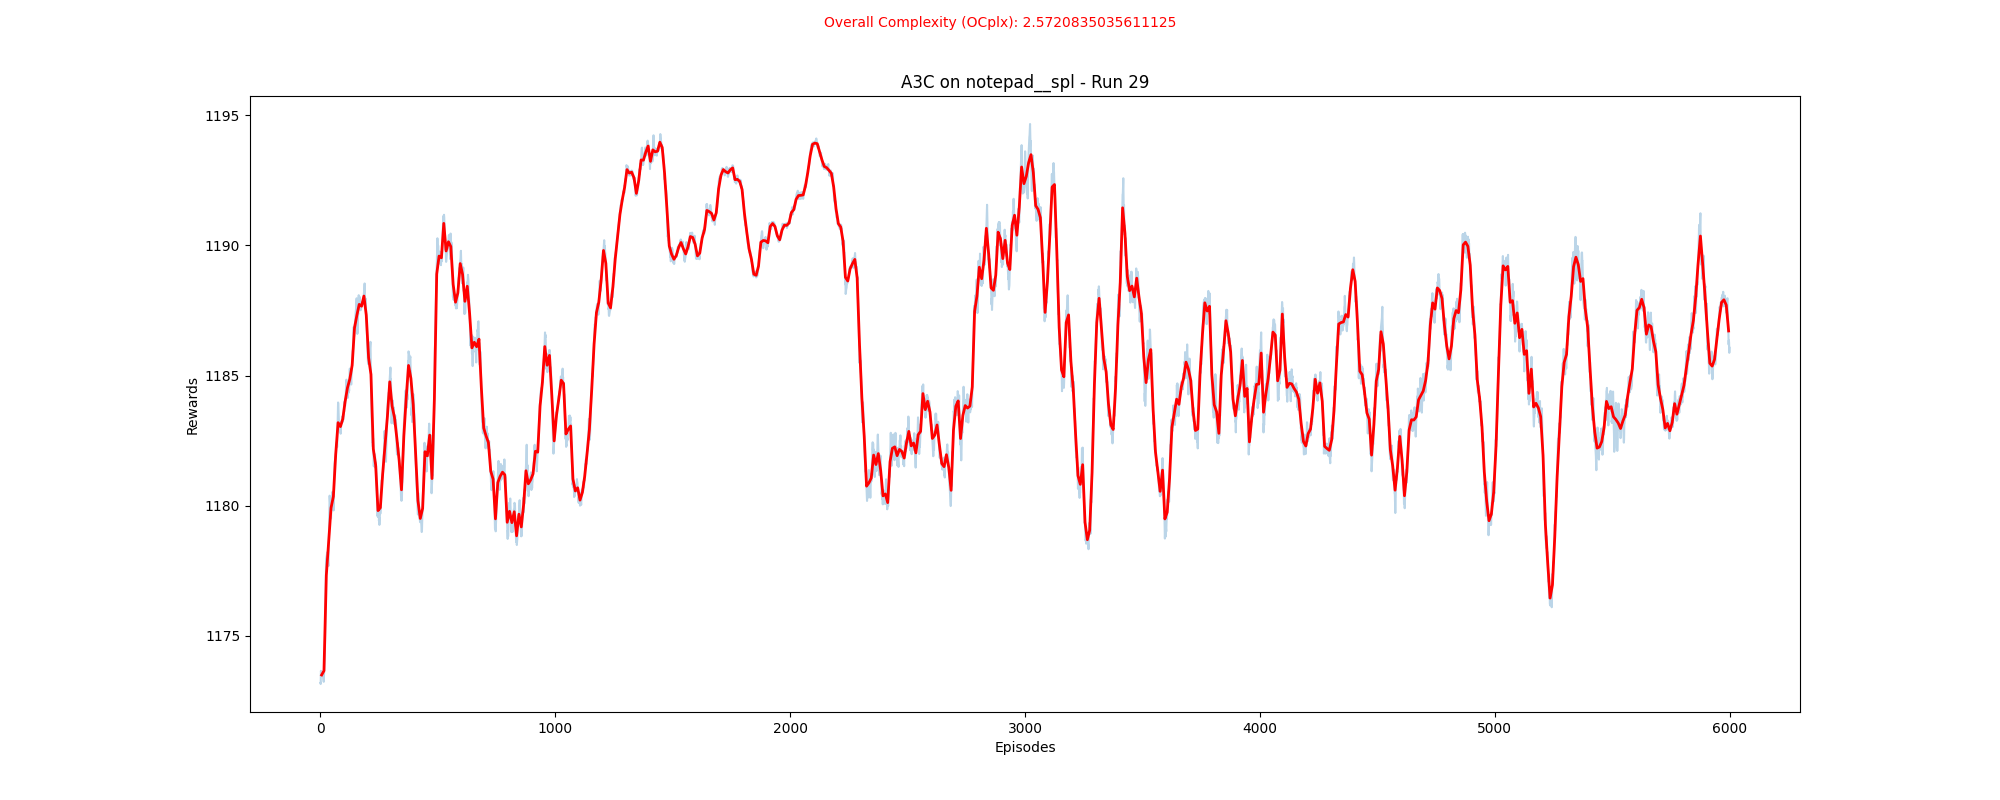 Overall Complexity (OCplx): 2.5720835035611125
A3C on notepad__spl - Run 29
1195
1190
1185
1180
1175
Rewards
0 1000 2000 3000 4000 5000 6000
Episodes